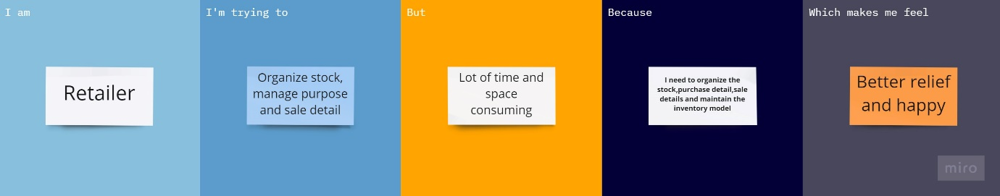 I am
I'm trying to
But
Because
Which makes me feel
Retailer
Organize stock,
manage purpose
and sale detail
Lot of time and
space
consuming
I need to organize the
stock,purchase detail,sale
details and maintain the
inventory model
Better relief
and happy
miro